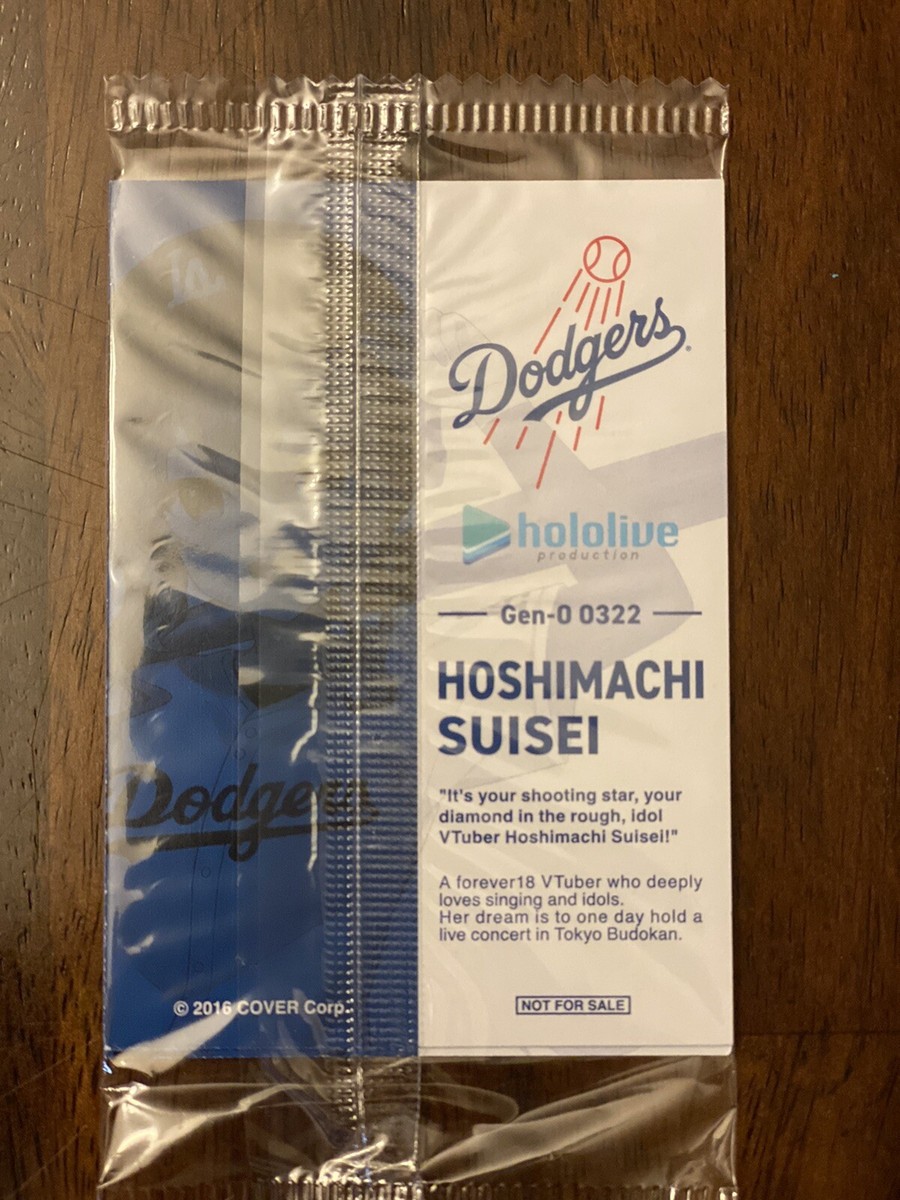 LA
Dodgers
hololive
production
Gen-0 0322
HOSHIMACHI
SUISEI
"It's your shooting star, your
diamond in the rough, idol
VTuber Hoshimachi Suisei!"
A forever18 VTuber who deeply
loves singing and idols.
Her dream is to one day hold a
live concert in Tokyo Budokan.
NOT FOR SALE
Dodgers
© 2016 COVER Corp.